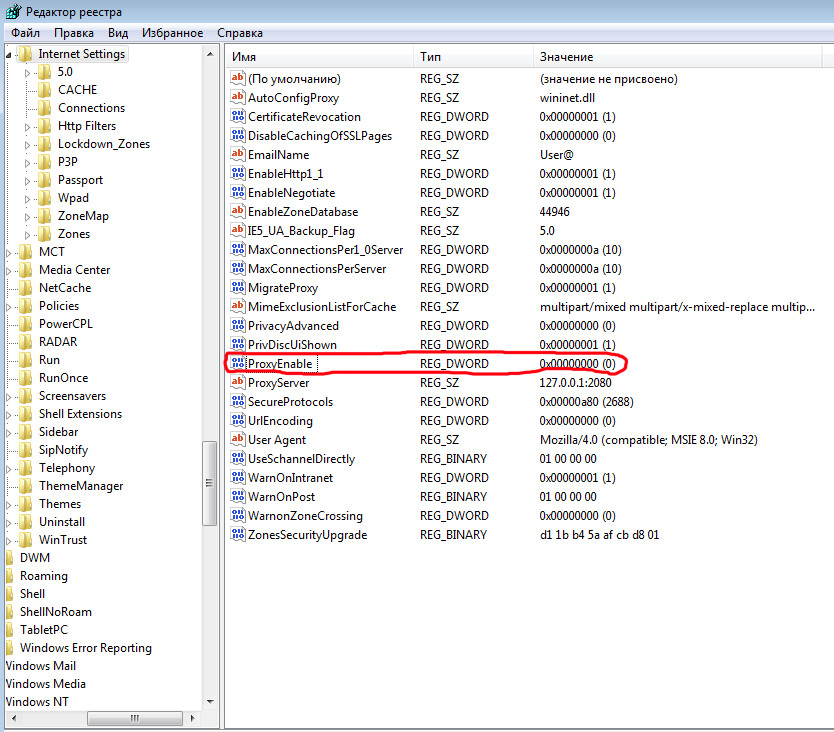 Редактор реестра
Файл Правка Вид Избранное Справка
Internet Settings
5.0
CACHE
Connections
Http Filters
Lockdown_Zones
P3P
Passport
Wpad
ZoneMap
Zones
MCT
Media Center
NetCache
Policies
PowerCPL
RADAR
Run
RunOnce
Screensavers
Shell Extensions
Sidebar
SipNotify
Telephony
ThemeManager
Themes
Uninstall
WinTrust
DWM
Roaming
Shell
ShellNoRoam
TabletPC
Windows Error Reporting
Windows Mail
Windows Media
Windows NT
Имя Тип Значение
(По умолчанию) REG_SZ (значение не присвоено)
AutoConfigProxy REG_SZ wininet.dll
CertificateRevocation REG_DWORD 0x00000001 (1)
DisableCachingOfSSLPages REG_DWORD 0x00000000 (0)
EmailName REG_SZ User@
EnableHttp1_1 REG_DWORD 0x00000001 (1)
EnableNegotiate REG_DWORD 0x00000001 (1)
EnableZoneDatabase REG_SZ 44946
IE5_UA_Backup_Flag REG_SZ 5.0
MaxConnectionsPer1_0Server REG_DWORD 0x0000000a (10)
MaxConnectionsPerServer REG_DWORD 0x0000000a (10)
MigrateProxy REG_DWORD 0x00000001 (1)
MimeExclusionListForCache REG_SZ multipart/mixed multipart/x-mixed-replace multip...
PrivacyAdvanced REG_DWORD 0x00000000 (0)
PrivDiscUiShown REG_DWORD 0x00000001 (1)
ProxyEnable REG_DWORD 0x00000000 (0)
ProxyServer REG_SZ 127.0.0.1:2080
SecureProtocols REG_DWORD 0x00000a80 (2688)
UrlEncoding REG_DWORD 0x00000000 (0)
User Agent REG_SZ Mozilla/4.0 (compatible; MSIE 8.0; Win32)
UseSchannelDirectly REG_BINARY 01 00 00 00
WarnOnIntranet REG_DWORD 0x00000001 (1)
WarnOnPost REG_BINARY 01 00 00 00
WarnonZoneCrossing REG_DWORD 0x00000000 (0)
ZonesSecurityUpgrade REG_BINARY d1 1b b4 5a af cb d8 01